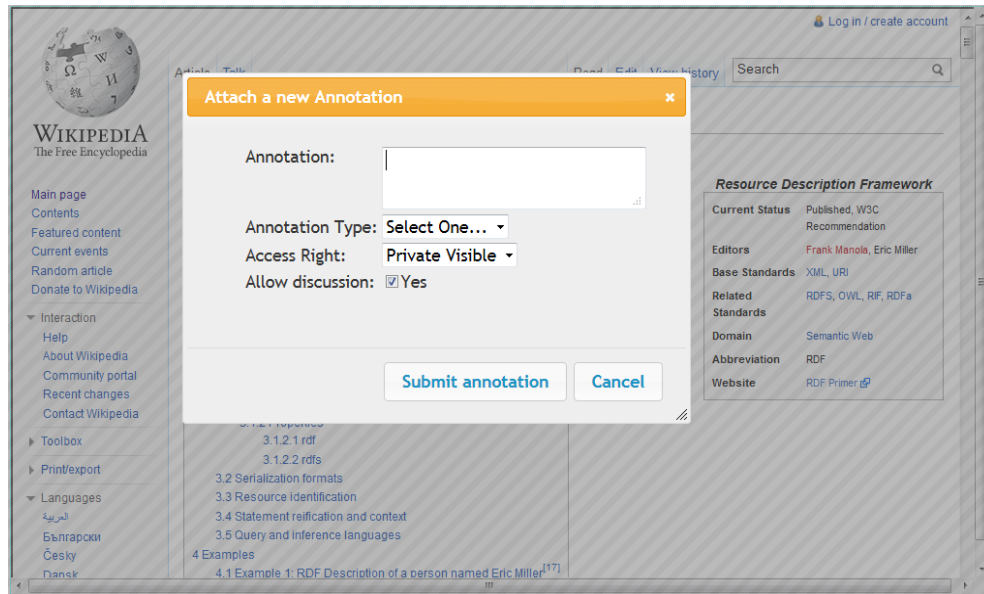 Log in / create account
Article Talk
Read Edit View history
Search
WIKIPEDIA
The Free Encyclopedia
Main page
Contents
Featured content
Current events
Random article
Donate to Wikipedia
Interaction
Help
About Wikipedia
Community portal
Recent changes
Contact Wikipedia
Toolbox
Print/export
Languages
العربية
Български
Česky
Dansk
Attach a new Annotation
Annotation:
Annotation Type: Select One...
Access Right: Private Visible
Allow discussion: Yes
Submit annotation Cancel
3.1.2.1 rdf
3.1.2.2 rdfs
3.2 Serialization formats
3.3 Resource identification
3.4 Statement reification and context
3.5 Query and inference languages
4 Examples
4.1 Example 1: RDF Description of a person named Eric Miller[17]
Resource Description Framework
Current Status Published, W3C
Recommendation
Editors Frank Manola, Eric Miller
Base Standards XML, URI
Related RDFS, OWL, RIF, RDFa
Standards
Domain Semantic Web
Abbreviation RDF
Website RDF Primer